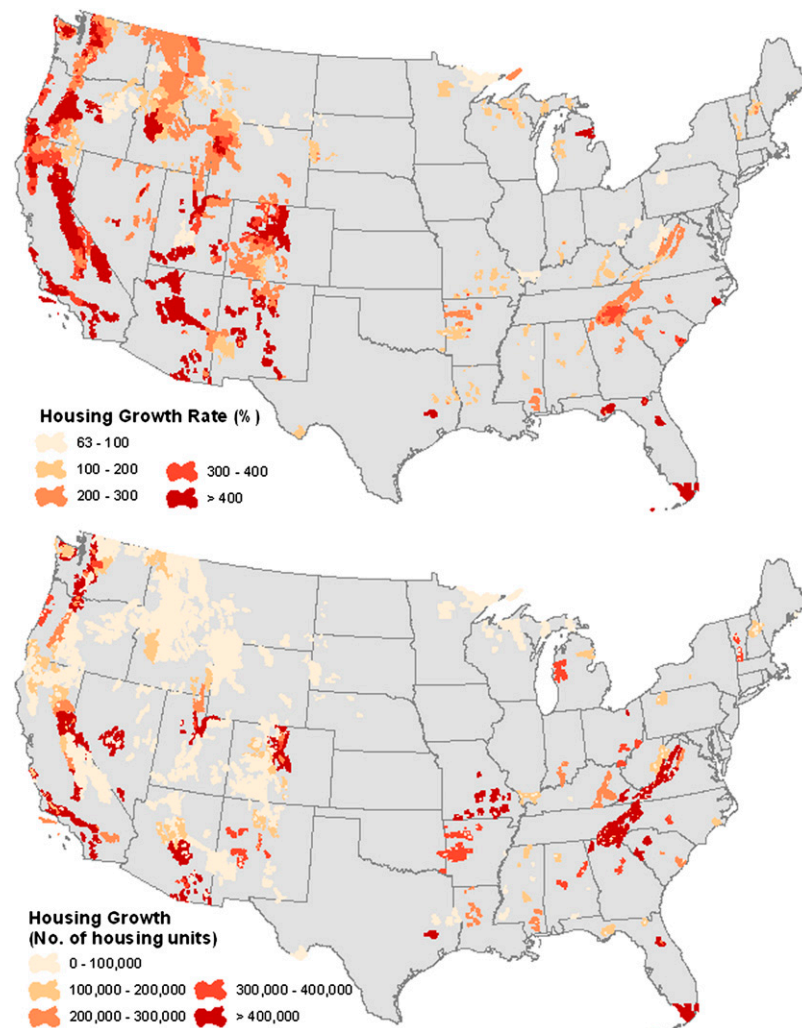 Housing Growth Rate (%)
63 - 100
100 - 200
300 - 400
200 - 300
> 400
Housing Growth
(No. of housing units)
0 - 100,000
100,000 - 200,000
300,000 - 400,000
200,000 - 300,000
> 400,000